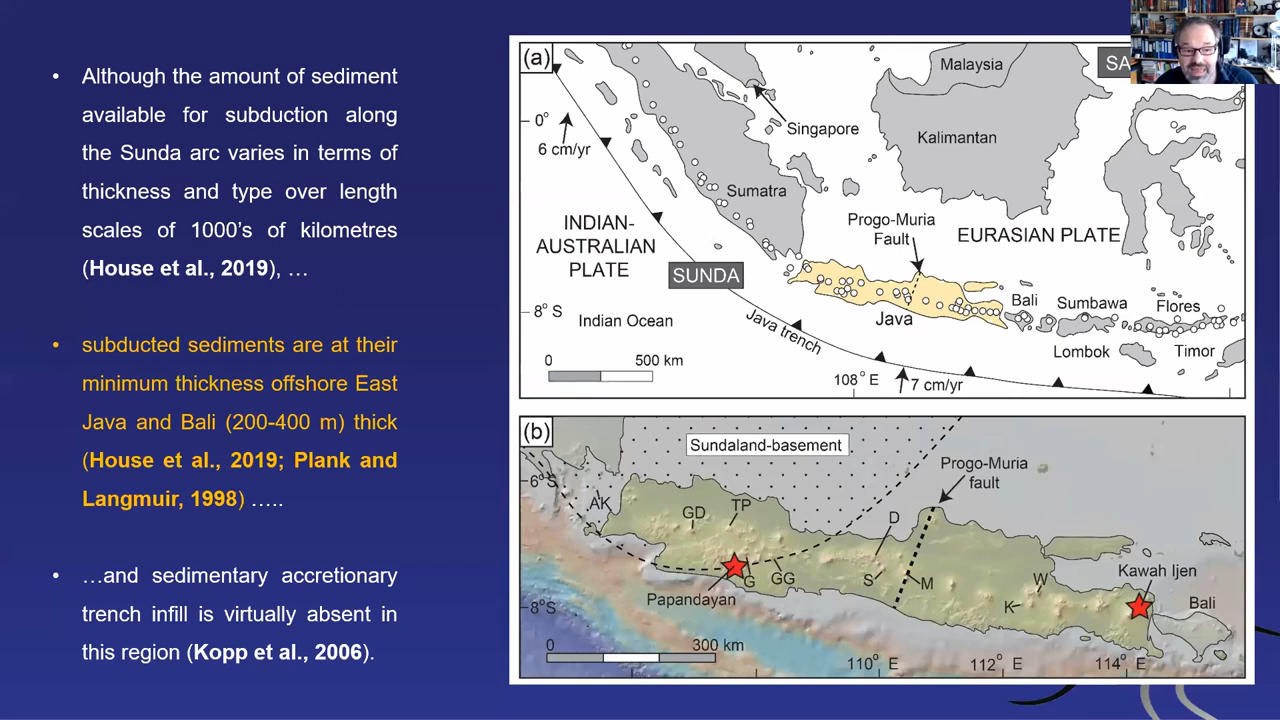 • Although the amount of sediment
available for subduction along
the Sunda arc varies in terms of
thickness and type over length
scales of 1000's of kilometres
(House et al., 2019), …
• subducted sediments are at their
minimum thickness offshore East
Java and Bali (200-400 m) thick
(House et al., 2019; Plank and
Langmuir, 1998) …..
• …and sedimentary accretionary
trench infill is virtually absent in
this region (Kopp et al., 2006).
(a)
Malaysia
SA
0°
6 cm/yr
Singapore
Kalimantan
Sumatra
INDIAN-
AUSTRALIAN
PLATE
Progo-Muria
Fault
EURASIAN PLATE
SUNDA
8° S
Indian Ocean
Java trench
Java
Bali
Sumbawa
Flores
Lombok
Timor
0
500 km
108° E
7 cm/yr
(b)
Sundaland-basement
6°S
Progo-Muria
fault
AK
GD
TP
D
G
GG
S
M
W
K
Papandayan
Kawah Ijen
Bali
8°S
0
300 km
110° E
112° E
114° E